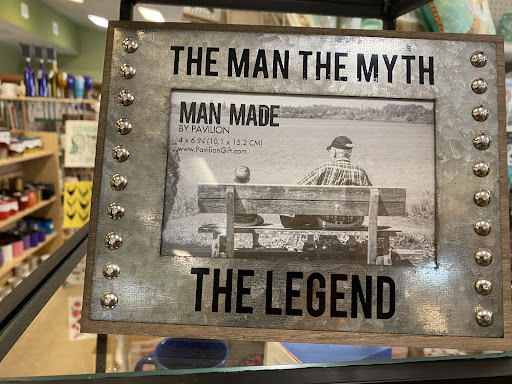 THE MAN THE MYTH
MAN MADE
BY PAVILION
4 x 6 IN (10.1 x 15.2 CM)
www.PavilionGift.com
THE LEGEND